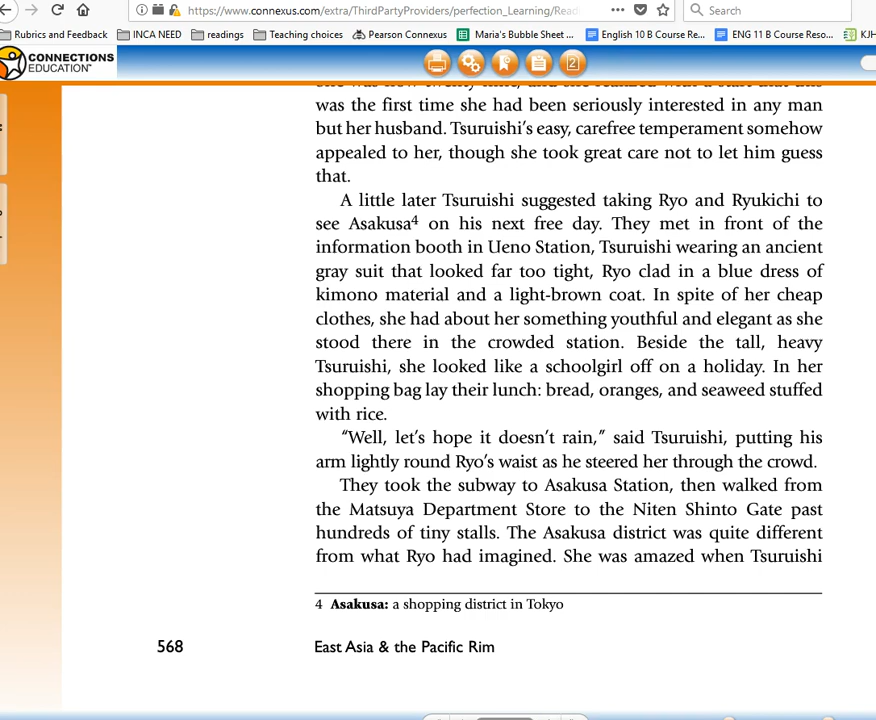 https://www.connexus.com/extra/ThirdPartyProviders/perfection_Learning/Read
Search
Rubrics and Feedback
INCA NEED
readings
Teaching choices
Pearson Connexus
Maria's Bubble Sheet ...
English 10 B Course Re...
ENG 11 B Course Reso...
KJH
CONNECTIONS
EDUCATION
2
was the first time she had been seriously interested in any man
but her husband. Tsuruishi's easy, carefree temperament somehow
appealed to her, though she took great care not to let him guess
that.
A little later Tsuruishi suggested taking Ryo and Ryukichi to
see Asakusa4 on his next free day. They met in front of the
information booth in Ueno Station, Tsuruishi wearing an ancient
gray suit that looked far too tight, Ryo clad in a blue dress of
kimono material and a light-brown coat. In spite of her cheap
clothes, she had about her something youthful and elegant as she
stood there in the crowded station. Beside the tall, heavy
Tsuruishi, she looked like a schoolgirl off on a holiday. In her
shopping bag lay their lunch: bread, oranges, and seaweed stuffed
with rice.
“Well, let's hope it doesn't rain,” said Tsuruishi, putting his
arm lightly round Ryo's waist as he steered her through the crowd.
They took the subway to Asakusa Station, then walked from
the Matsuya Department Store to the Niten Shinto Gate past
hundreds of tiny stalls. The Asakusa district was quite different
from what Ryo had imagined. She was amazed when Tsuruishi
4 Asakusa: a shopping district in Tokyo
568 East Asia & the Pacific Rim